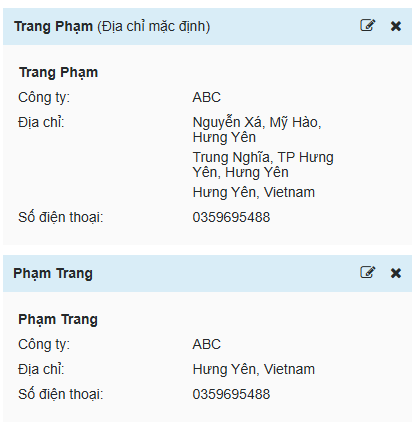 Trang Phạm (Địa chỉ mặc định)
Trang Phạm
Công ty: ABC
Địa chỉ: Nguyễn Xá, Mỹ Hào,
Hưng Yên
Trung Nghĩa, TP Hưng
Yên, Hưng Yên
Hưng Yên, Vietnam
Số điện thoại: 0359695488
Phạm Trang
Phạm Trang
Công ty: ABC
Địa chỉ: Hưng Yên, Vietnam
Số điện thoại: 0359695488